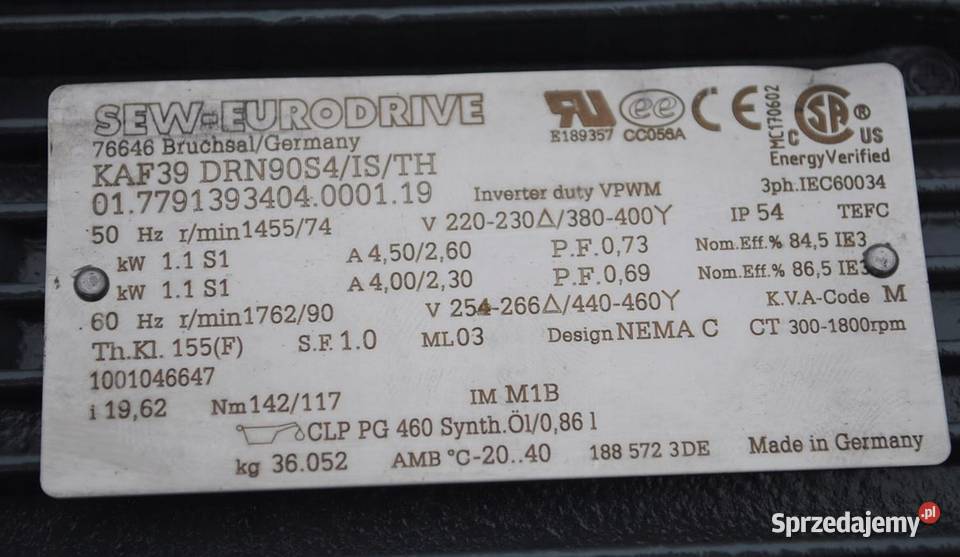 SEW-EURODRIVE
76646 Bruchsal/Germany
E189357 CC056A
MC170602
C US
EnergyVerified
KAF39 DRN90S4/IS/TH
01.7791393404.0001.19 Inverter duty VPWM 3ph.IEC60034
50 Hz r/min1455/74 V 220-230△/380-400Y IP 54 TEFC
kW 1.1 S1 A 4,50/2,60 P.F.0,73 Nom.Eff.% 84,5 IE3
kW 1.1 S1 A 4,00/2,30 P.F.0,69 Nom.Eff.% 86,5 IE3
60 Hz r/min1762/90 V 254-266△/440-460Y K.V.A-Code M
Th.Kl. 155(F) S.F. 1.0 ML03 Design NEMA C CT 300-1800rpm
1001046647
i 19,62 Nm142/117 IM M1B
CLP PG 460 Synth.Öl/0,86 l
kg 36.052 AMB °C-20..40 188 572 3DE Made in Germany
Sprzedajemy.pl